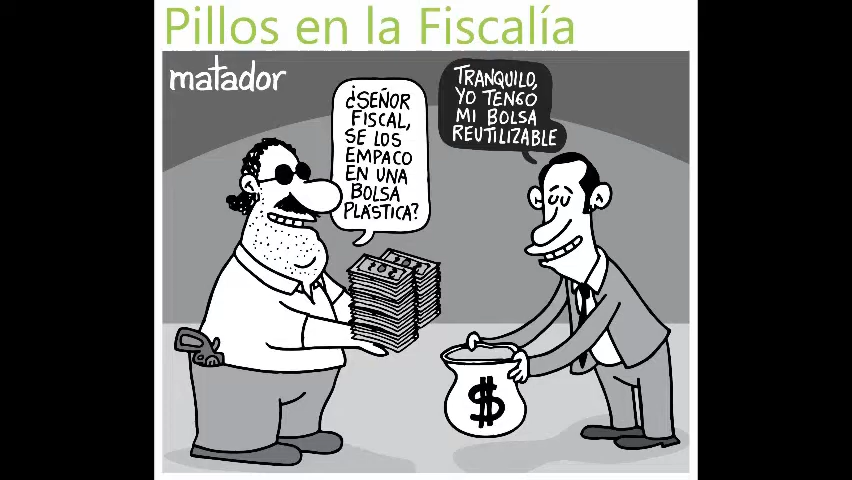 Pillos en la Fiscalía
matador
¿SEÑOR
FISCAL,
SE LOS
EMPACO
EN UNA
BOLSA
PLÁSTICA?
TRANQUILO,
YO TENGO
MI BOLSA
REUTILIZABLE
$